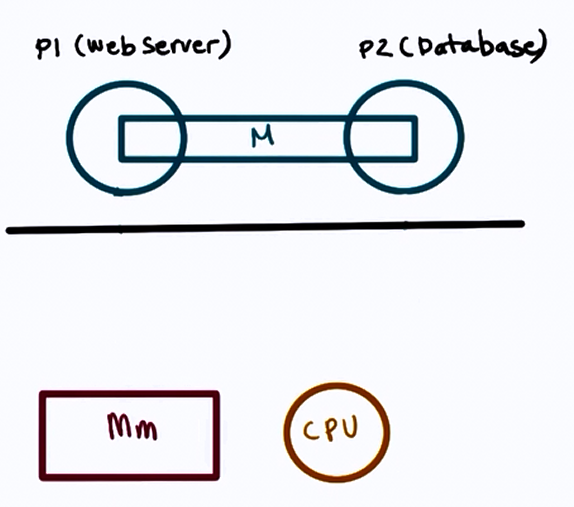 P1 (Web Server)
P2 (Database)
M
Mm
CPU